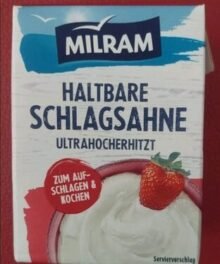 MILRAM
HALTBARE
SCHLAGSAHNE
ULTRAHOCHERHITZT
ZUM AUF-
SCHLAGEN &
KOCHEN
Serviervorschlag